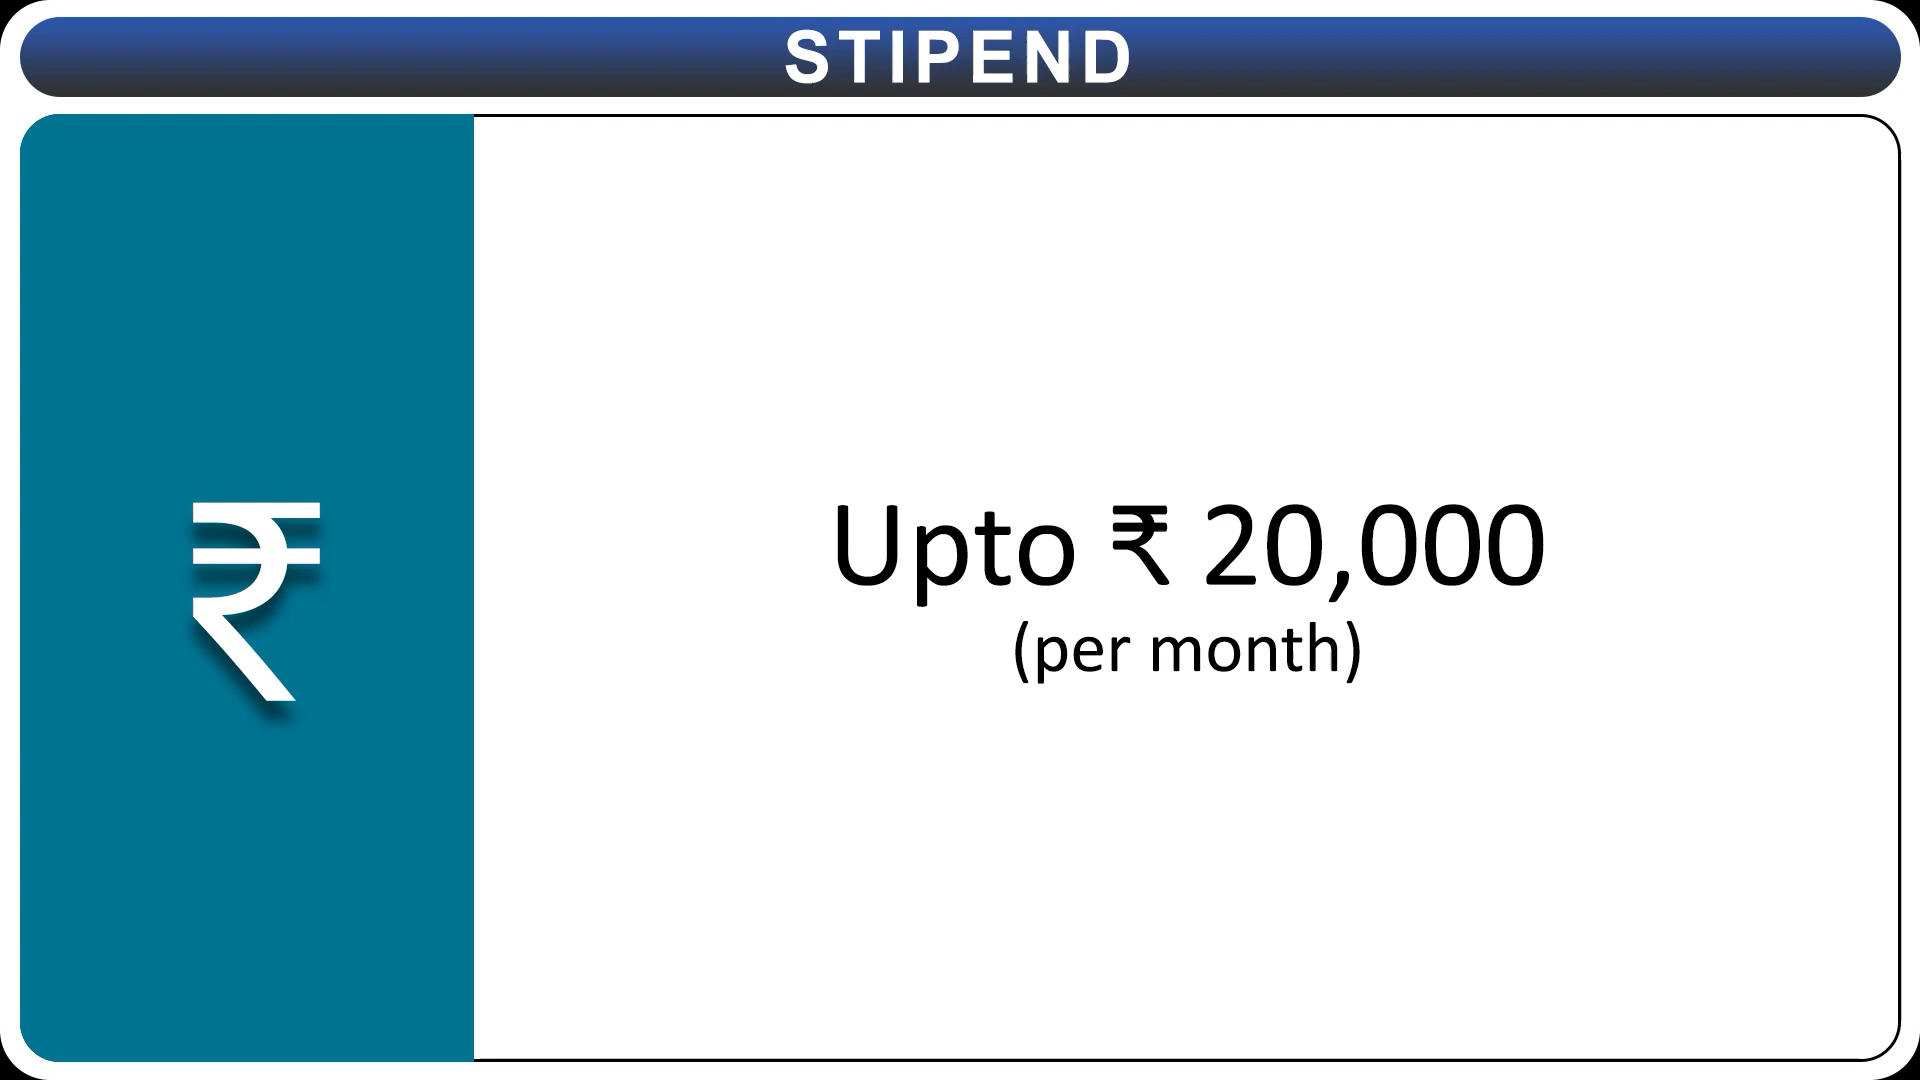 STIPEND
₹
Upto ₹ 20,000
(per month)